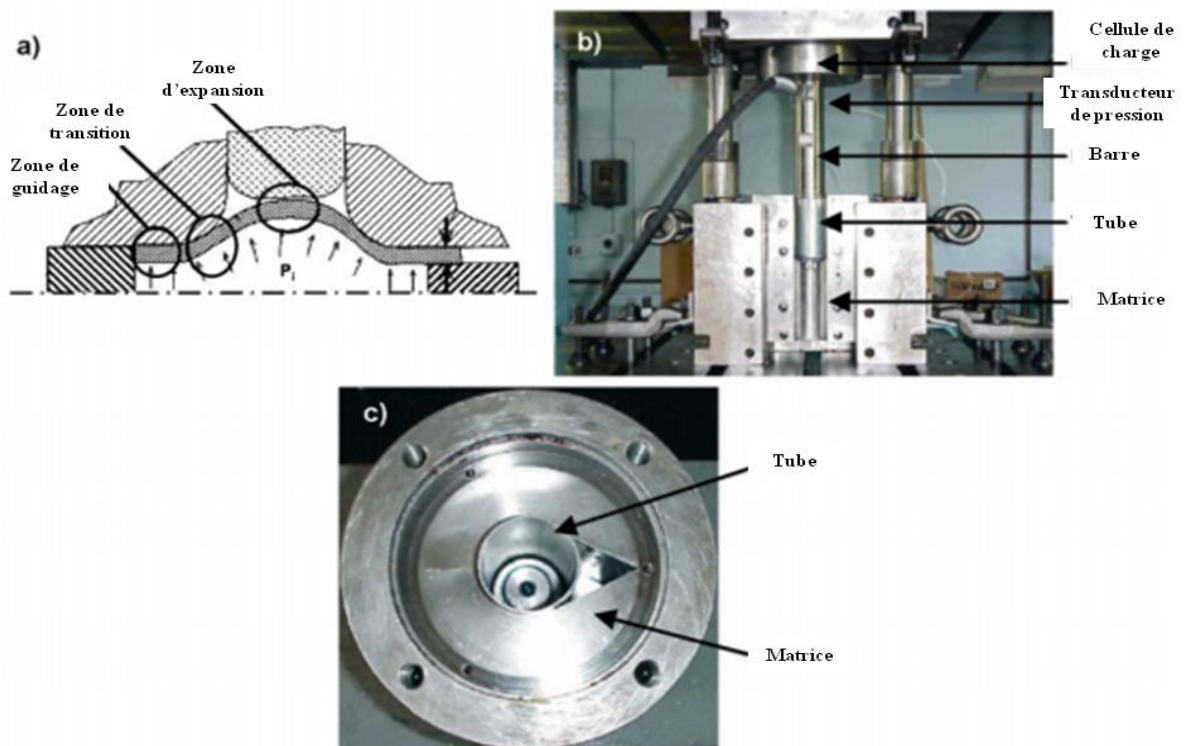 a)
Zone
d'expansion
Zone de
transition
Zone de
guidage
P i
b)
Cellule de
charge
Transducteur
de pression
Barre
Tube
Matrice
c)
Tube
Matrice